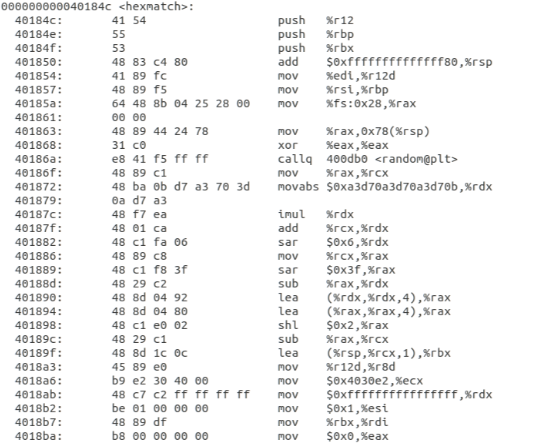 000000000040184c <hexmatch>:
40184c: 41 54 push %r12
40184e: 55 push %rbp
40184f: 53 push %rbx
401850: 48 83 c4 80 add $0xffffffffffffff80,%rsp
401854: 41 89 fc mov %edi,%r12d
401857: 48 89 f5 mov %rsi,%rbp
40185a: 64 48 8b 04 25 28 00 mov %fs:0x28,%rax
401861: 00 00
401863: 48 89 44 24 78 mov %rax,0x78(%rsp)
401868: 31 c0 xor %eax,%eax
40186a: e8 41 f5 ff ff callq 400db0 <random@plt>
40186f: 48 89 c1 mov %rax,%rcx
401872: 48 ba 0b d7 a3 70 3d movabs $0xa3d70a3d70a3d70b,%rdx
401879: 0a d7 a3
40187c: 48 f7 ea imul %rdx
40187f: 48 01 ca add %rcx,%rdx
401882: 48 c1 fa 06 sar $0x6,%rdx
401886: 48 89 c8 mov %rcx,%rax
401889: 48 c1 f8 3f sar $0x3f,%rax
40188d: 48 29 c2 sub %rax,%rdx
401890: 48 8d 04 92 lea (%rdx,%rdx,4),%rax
401894: 48 8d 04 80 lea (%rax,%rax,4),%rax
401898: 48 c1 e0 02 shl $0x2,%rax
40189c: 48 29 c1 sub %rax,%rcx
40189f: 48 8d 1c 0c lea (%rsp,%rcx,1),%rbx
4018a3: 45 89 e0 mov %r12d,%r8d
4018a6: b9 e2 30 40 00 mov $0x4030e2,%ecx
4018ab: 48 c7 c2 ff ff ff ff mov $0xffffffffffffffff,%rdx
4018b2: be 01 00 00 00 mov $0x1,%esi
4018b7: 48 89 df mov %rbx,%rdi
4018ba: b8 00 00 00 00 mov $0x0,%eax